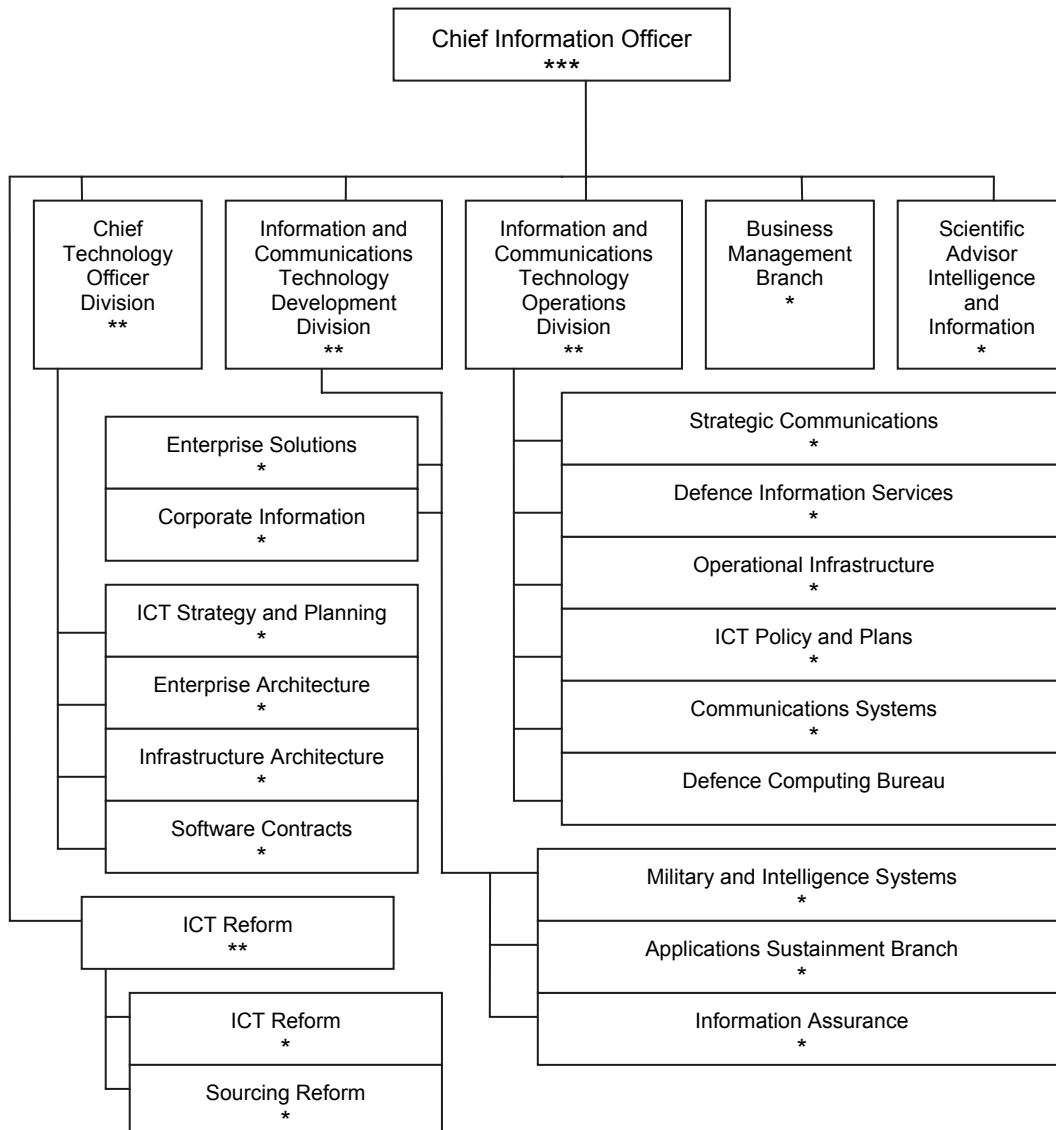 Chief Information Officer
***
Chief
Technology
Officer
Division
**
Information and
Communications
Technology
Development
Division
**
Information and
Communications
Technology
Operations
Division
**
Business
Management
Branch
*
Scientific
Advisor
Intelligence
and
Information
*
Enterprise Solutions
*
Corporate Information
*
ICT Strategy and Planning
*
Enterprise Architecture
*
Infrastructure Architecture
*
Software Contracts
*
ICT Reform
**
ICT Reform
*
Sourcing Reform
*
Strategic Communications
*
Defence Information Services
*
Operational Infrastructure
*
ICT Policy and Plans
*
Communications Systems
*
Defence Computing Bureau
Military and Intelligence Systems
*
Applications Sustainment Branch
*
Information Assurance
*